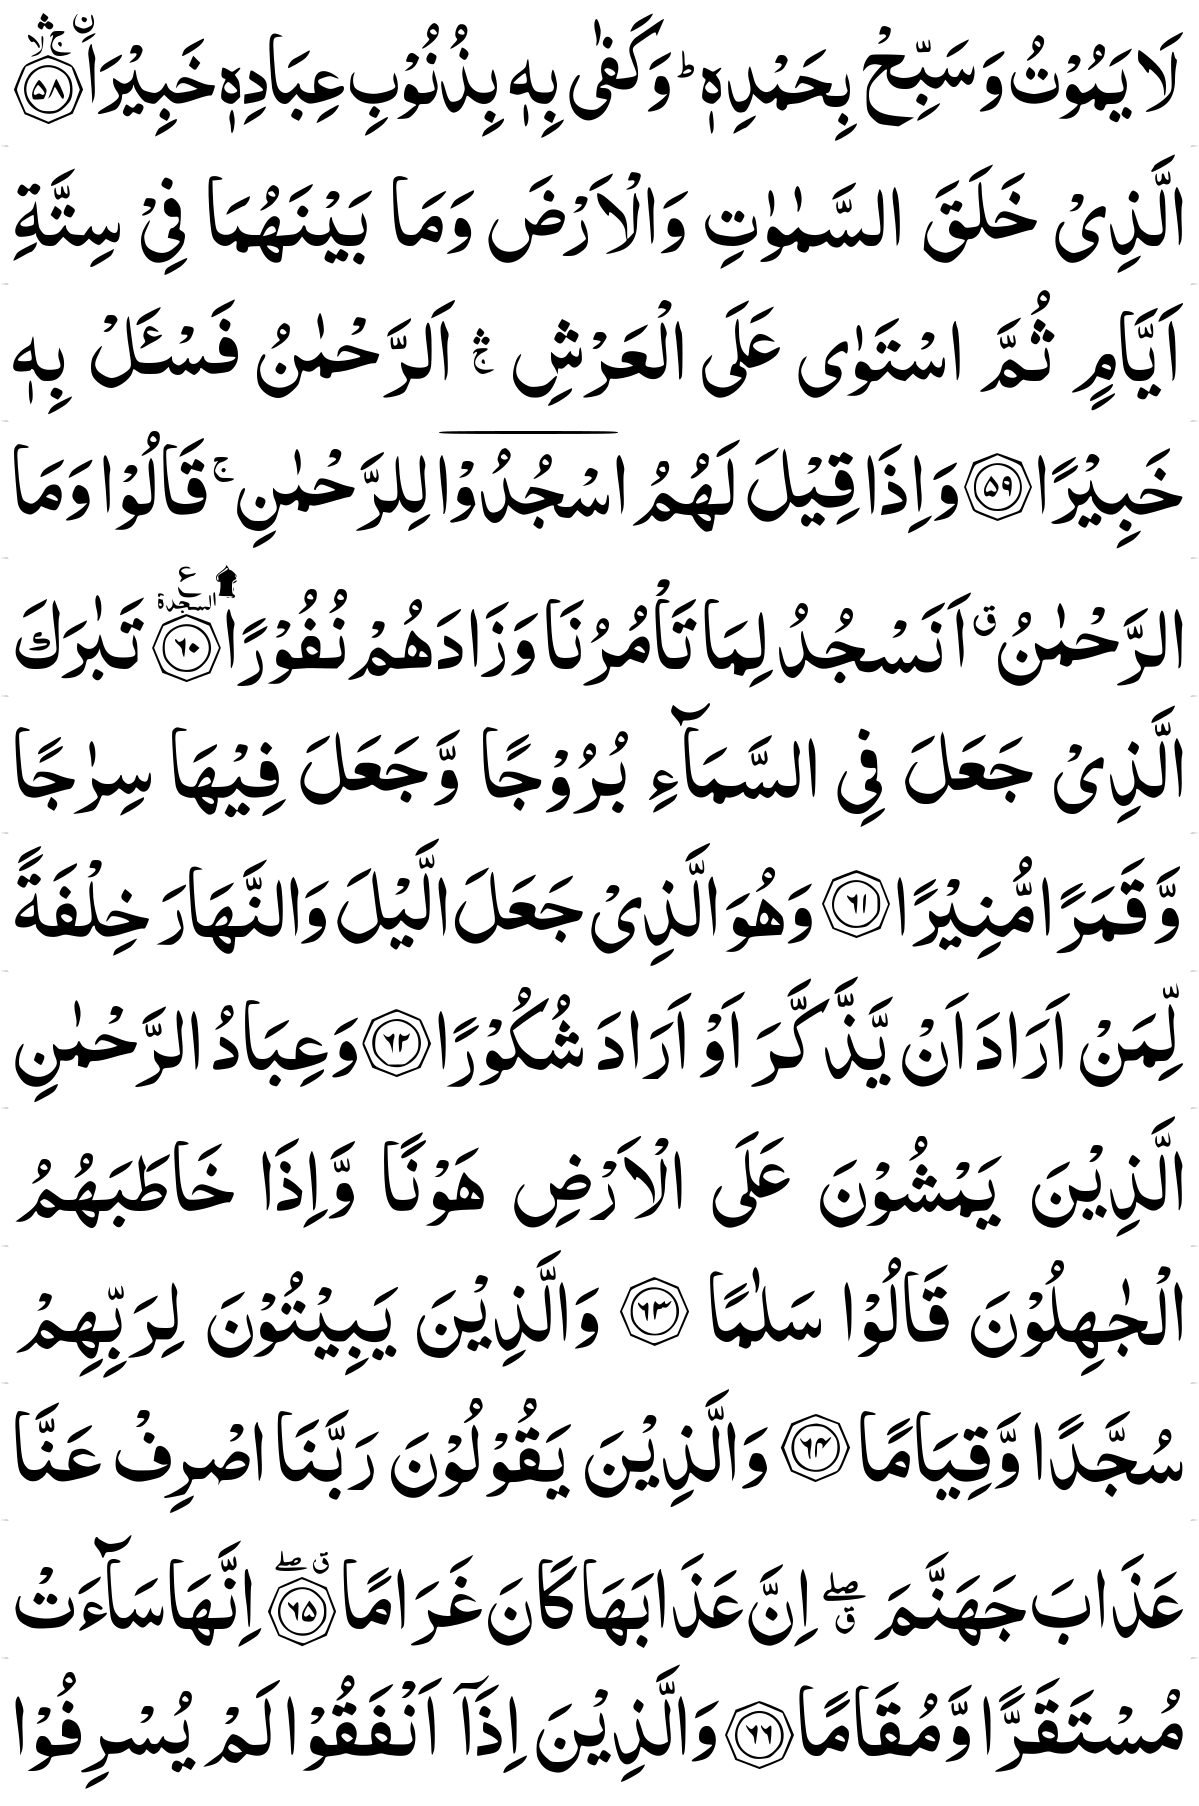 لَا يَمُوْتُ وَسَبِّحْ بِحَمْدِهٖ ؕ وَكَفٰى بِهٖ بِذُنُوْبِ عِبَادِهٖ خَبِيْرَا ۚۛۙ ۨ ﴿۵۸﴾
الَّذِىْ خَلَقَ السَّمٰوٰتِ وَالْاَرْضَ وَمَا بَيْنَهُمَا فِىْ سِتَّةِ
اَيَّامٍ ثُمَّ اسْتَوٰى عَلَى الْعَرْشِ ۛۚ اَلرَّحْمٰنُ فَسْـَٔـلْ بِهٖ
خَبِيْرًا ﴿۵۹﴾ وَاِذَا قِيْلَ لَهُمُ اسْجُدُوْا لِلرَّحْمٰنِ ۚ قَالُوْا وَمَا
الرَّحْمٰنُ ق اَنَسْجُدُ لِمَا تَاْمُرُنَا وَزَادَهُمْ نُفُوْرًا ۩ ﴿۶۰﴾ السجدة ع تَبٰرَكَ
الَّذِىْ جَعَلَ فِى السَّمَآءِ بُرُوْجًا وَّجَعَلَ فِيْهَا سِرٰجًا
وَّقَمَرًا مُّنِيْرًا ﴿۶۱﴾ وَهُوَ الَّذِىْ جَعَلَ الَّيْلَ وَالنَّهَارَ خِلْفَةً
لِّمَنْ اَرَادَ اَنْ يَّذَّكَّرَ اَوْ اَرَادَ شُكُوْرًا ﴿۶۲﴾ وَعِبَادُ الرَّحْمٰنِ
الَّذِيْنَ يَمْشُوْنَ عَلَى الْاَرْضِ هَوْنًا وَّاِذَا خَاطَبَهُمُ
الْجٰهِلُوْنَ قَالُوْا سَلٰمًا ﴿۶۳﴾ وَالَّذِيْنَ يَبِيْتُوْنَ لِرَبِّهِمْ
سُجَّدًا وَّقِيَامًا ﴿۶۴﴾ وَالَّذِيْنَ يَقُوْلُوْنَ رَبَّنَا اصْرِفْ عَنَّا
عَذَابَ جَهَنَّمَ ۖ ق اِنَّ عَذَابَهَا كَانَ غَرَامًا ق ۖ ﴿۶۵﴾ اِنَّهَا سَآءَتْ
مُسْتَقَرًّا وَّمُقَامًا ﴿۶۶﴾ وَالَّذِيْنَ اِذَاۤ اَنْفَقُوْا لَمْ يُسْرِفُوْا